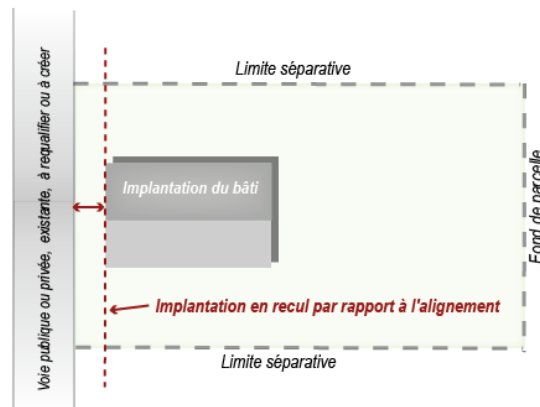 Voie publique ou privée, existante, à requalifier ou à créer
Limite séparative
Implantation du bâti
Fond de parcelle
Implantation en recul par rapport à l'alignement
Limite séparative